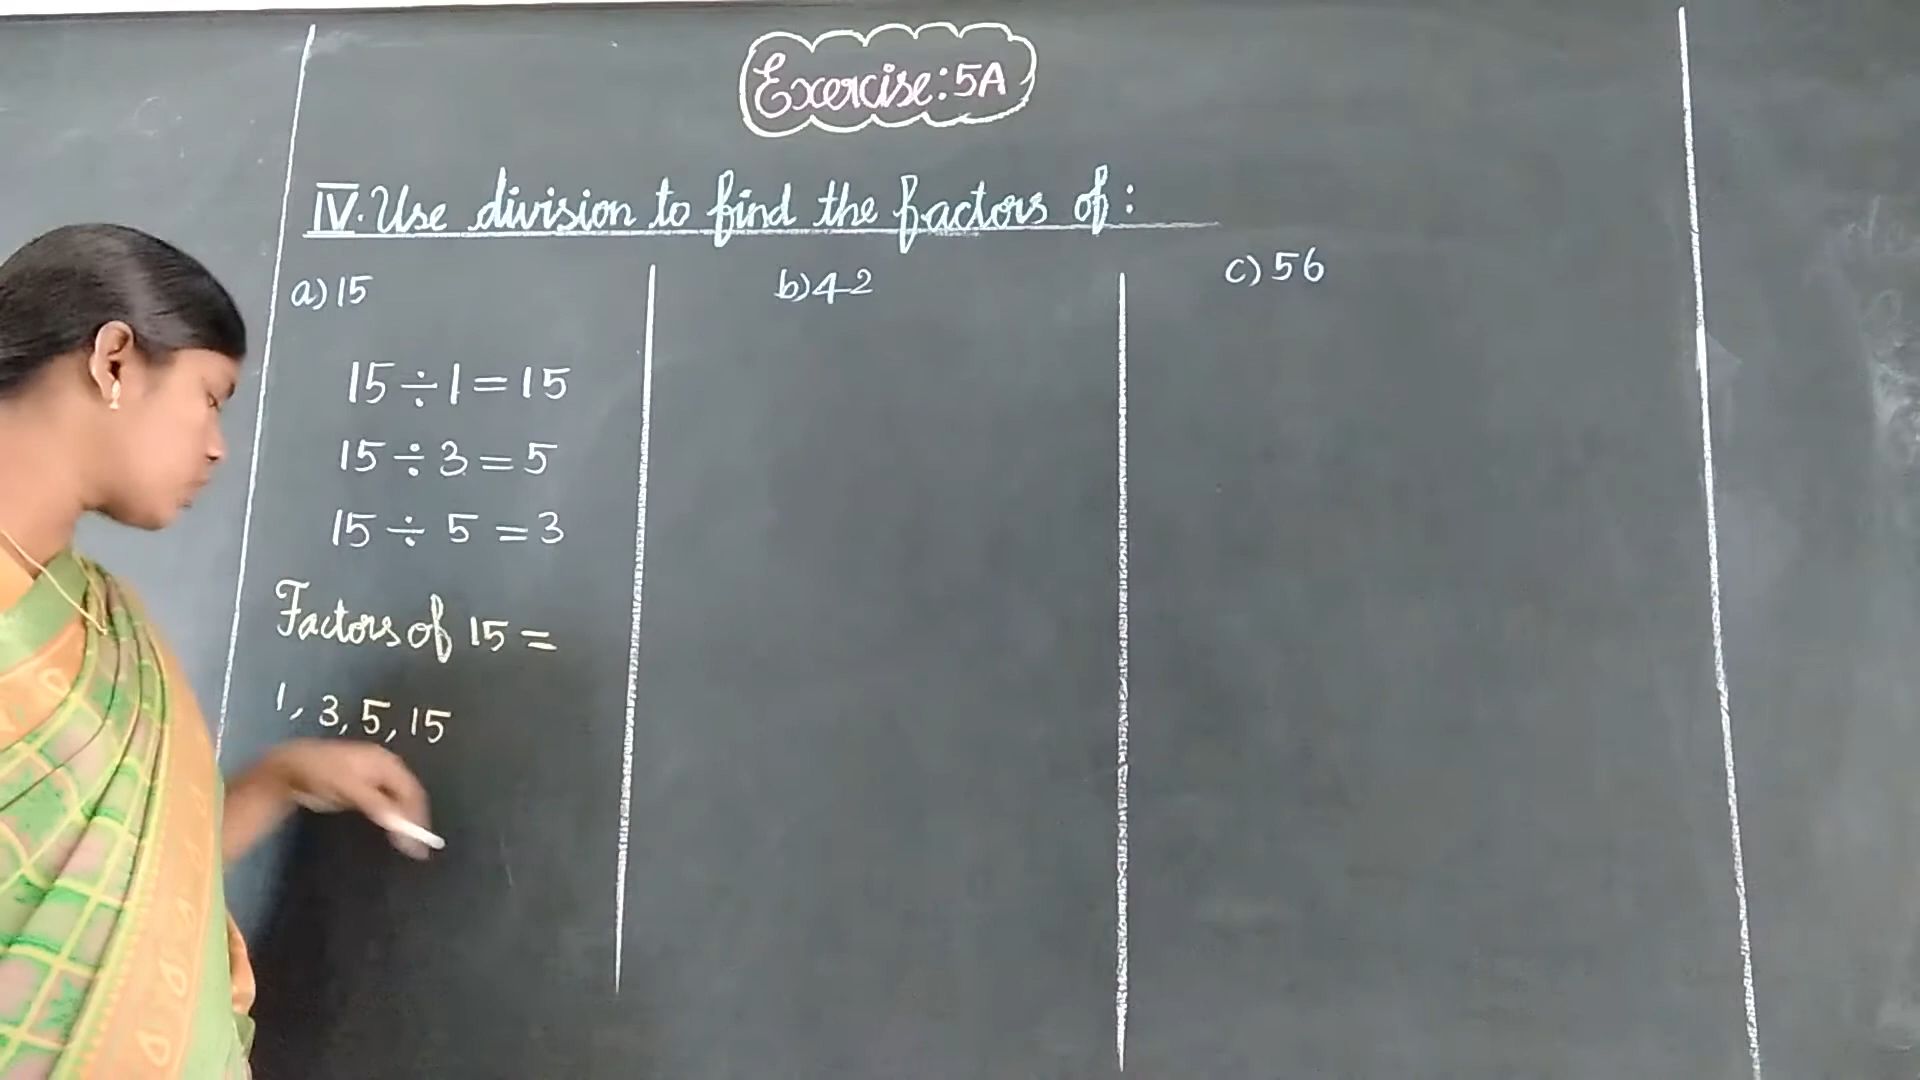 Exercise: 5A
IV. Use division to find the factors of:
a) 15
15 ÷ 1 = 15
15 ÷ 3 = 5
15 ÷ 5 = 3
Factors of 15 =
1, 3, 5, 15
b) 42
c) 56